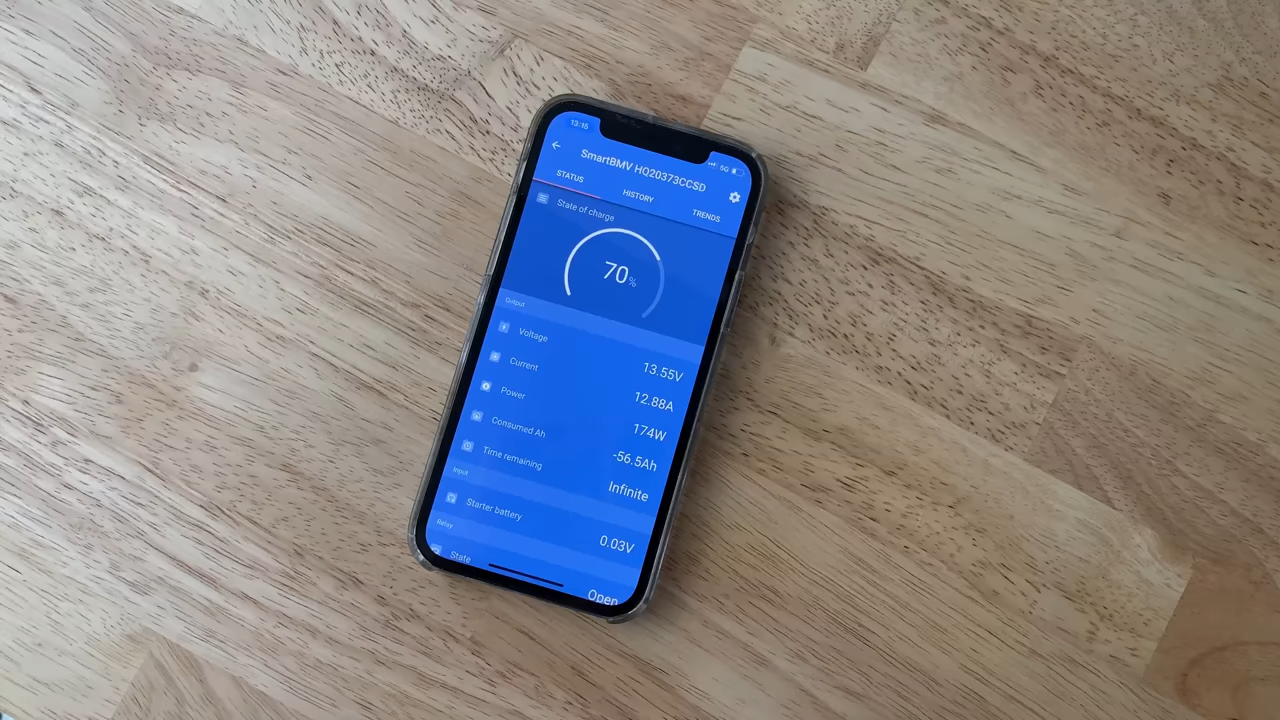 13:15
5G
SmartBMV HQ20373CCSD
STATUS HISTORY TRENDS
State of charge
70%
Output
Voltage 13.55V
Current 12.88A
Power 174W
Consumed Ah -56.5Ah
Time remaining Infinite
Input
Starter battery 0.03V
Relay
State Open